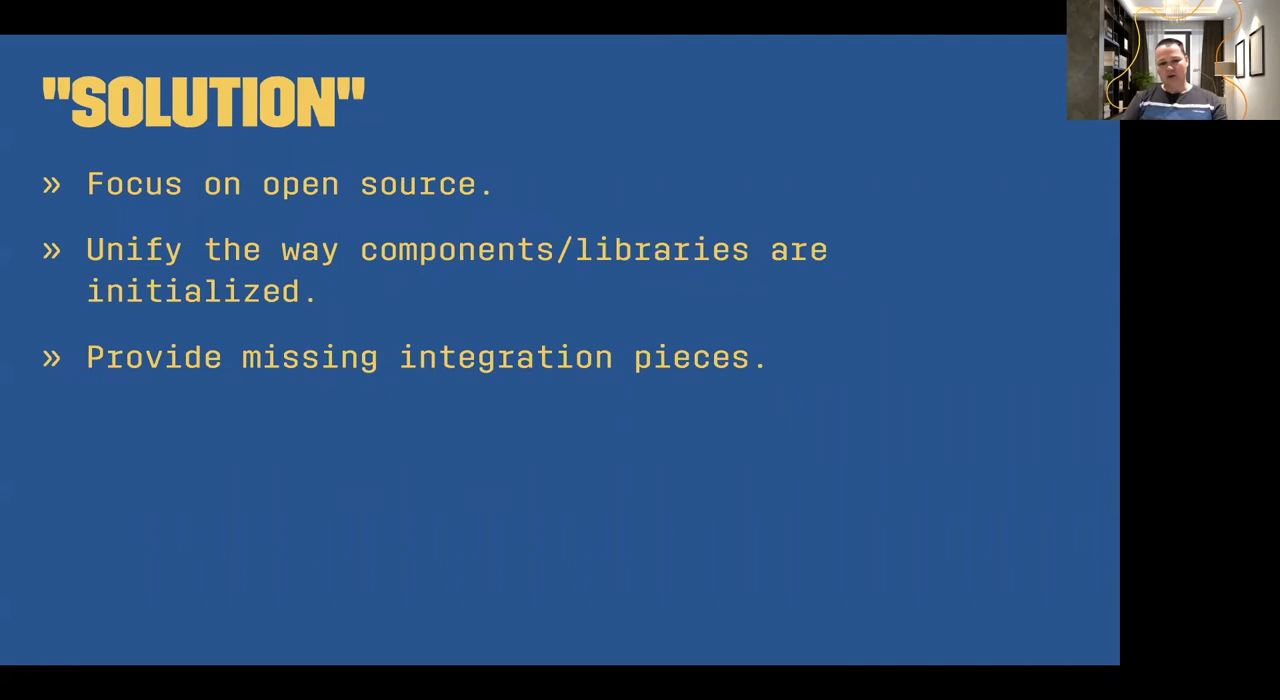 "SOLUTION"
» Focus on open source.
» Unify the way components/libraries are
initialized.
» Provide missing integration pieces.